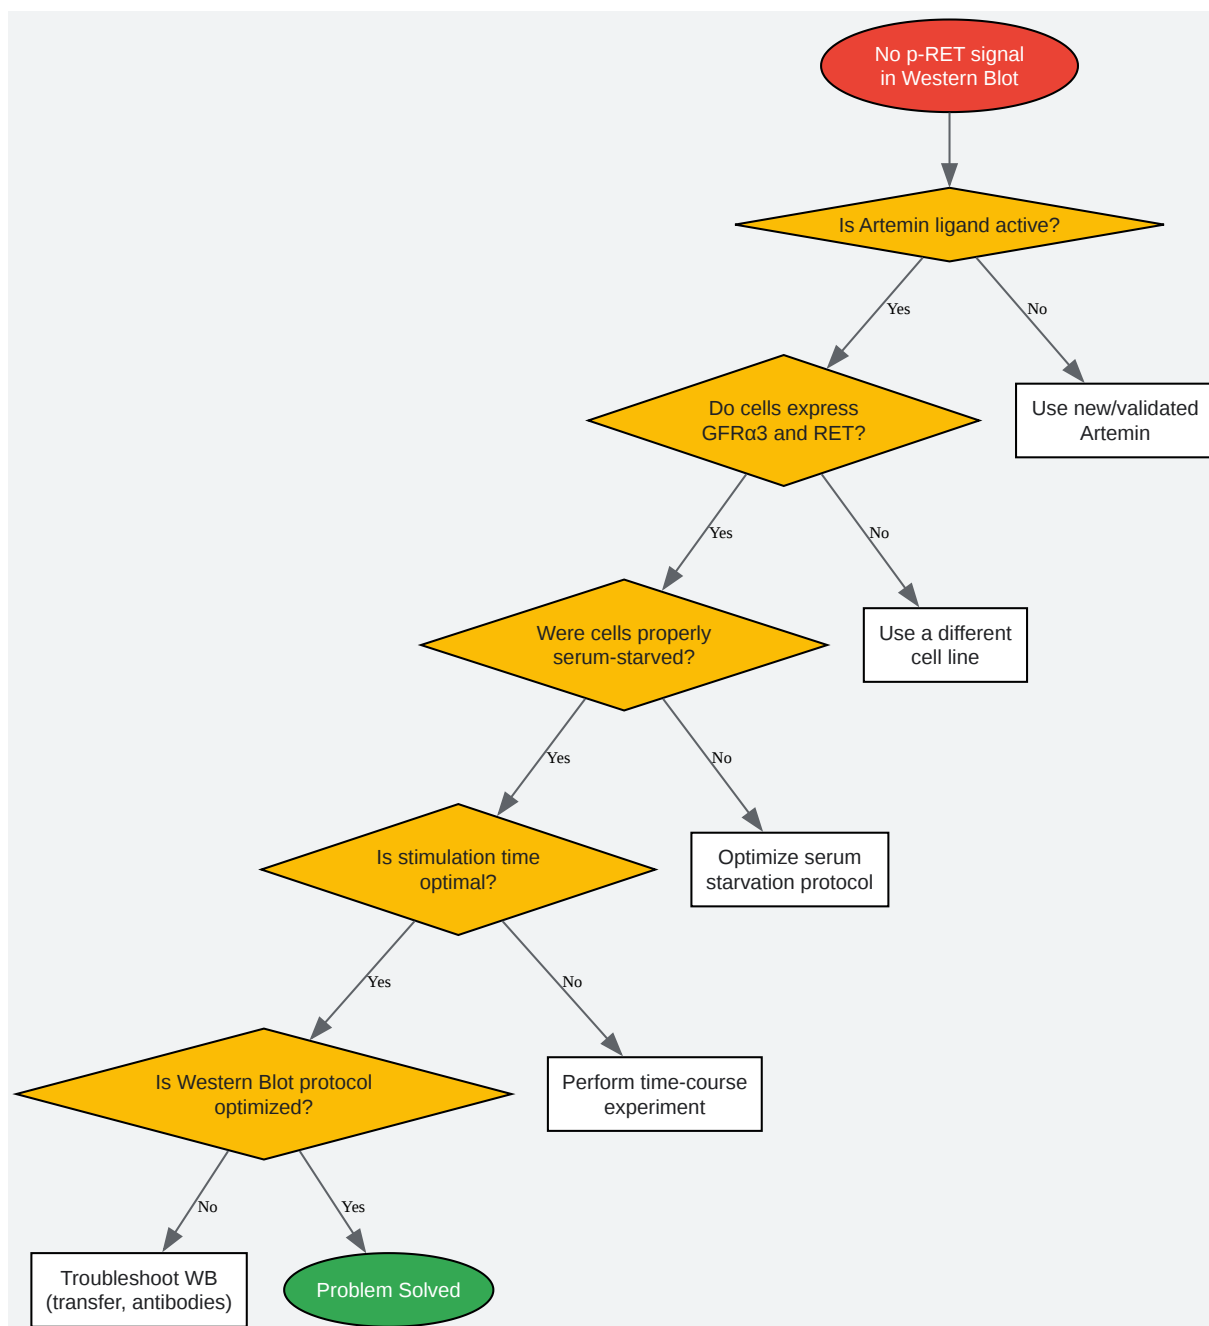 No p-RET signal
in Western Blot
Is Artemin ligand active?
Yes
No
Do cells express
GFRα3 and RET?
Use new/validated
Artemin
Yes
No
Were cells properly
serum-starved?
Use a different
cell line
Yes
No
Is stimulation time
optimal?
Optimize serum
starvation protocol
Yes
No
Is Western Blot protocol
optimized?
Perform time-course
experiment
No
Yes
Troubleshoot WB
(transfer, antibodies)
Problem Solved